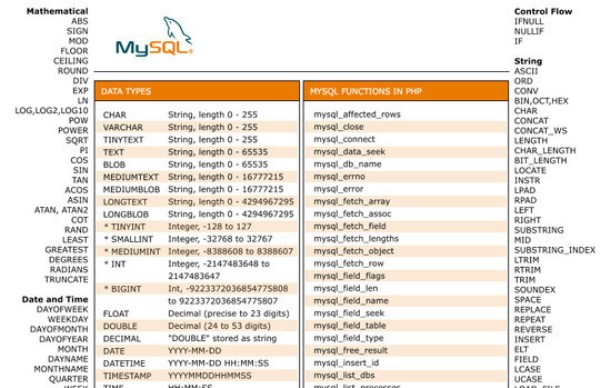 Mathematical
ABS
SIGN
MOD
FLOOR
CEILING
ROUND
DIV
EXP
LN
LOG,LOG2,LOG10
POW
POWER
SQRT
PI
COS
SIN
TAN
ACOS
ASIN
ATAN, ATAN2
COT
RAND
LEAST
GREATEST
DEGREES
RADIANS
TRUNCATE
Date and Time
DAYOFWEEK
WEEKDAY
DAYOFMONTH
DAYOFYEAR
MONTH
DAYNAME
MONTHNAME
QUARTER
WEEK
MySQL®
DATA TYPES
CHAR String, length 0 - 255
VARCHAR String, length 0 - 255
TINYTEXT String, length 0 - 255
TEXT String, length 0 - 65535
BLOB String, length 0 - 65535
MEDIUMTEXT String, length 0 - 16777215
MEDIUMBLOB String, length 0 - 16777215
LONGTEXT String, length 0 - 4294967295
LONGBLOB String, length 0 - 4294967295
* TINYINT Integer, -128 to 127
* SMALLINT Integer, -32768 to 32767
* MEDIUMINT Integer, -8388608 to 8388607
* INT Integer, -2147483648 to
2147483647
* BIGINT Int, -9223372036854775808
to 9223372036854775807
FLOAT Decimal (precise to 23 digits)
DOUBLE Decimal (24 to 53 digits)
DECIMAL "DOUBLE" stored as string
DATE YYYY-MM-DD
DATETIME YYYY-MM-DD HH:MM:SS
TIMESTAMP YYYYMMDDHHMMSS
TIME HH:MM:SS
MYSQL FUNCTIONS IN PHP
mysql_affected_rows
mysql_close
mysql_connect
mysql_data_seek
mysql_db_name
mysql_errno
mysql_error
mysql_fetch_array
mysql_fetch_assoc
mysql_fetch_field
mysql_fetch_lengths
mysql_fetch_object
mysql_fetch_row
mysql_field_flags
mysql_field_len
mysql_field_name
mysql_field_seek
mysql_field_table
mysql_field_type
mysql_free_result
mysql_insert_id
mysql_list_dbs
mysql_list_processes
Control Flow
IFNULL
NULLIF
IF
String
ASCII
ORD
CONV
BIN,OCT,HEX
CHAR
CONCAT
CONCAT_WS
LENGTH
CHAR_LENGTH
BIT_LENGTH
LOCATE
INSTR
LPAD
RPAD
LEFT
RIGHT
SUBSTRING
MID
SUBSTRING_INDEX
LTRIM
RTRIM
TRIM
SOUNDEX
SPACE
REPLACE
REPEAT
REVERSE
INSERT
ELT
FIELD
LCASE
UCASE
LOAD_FILE